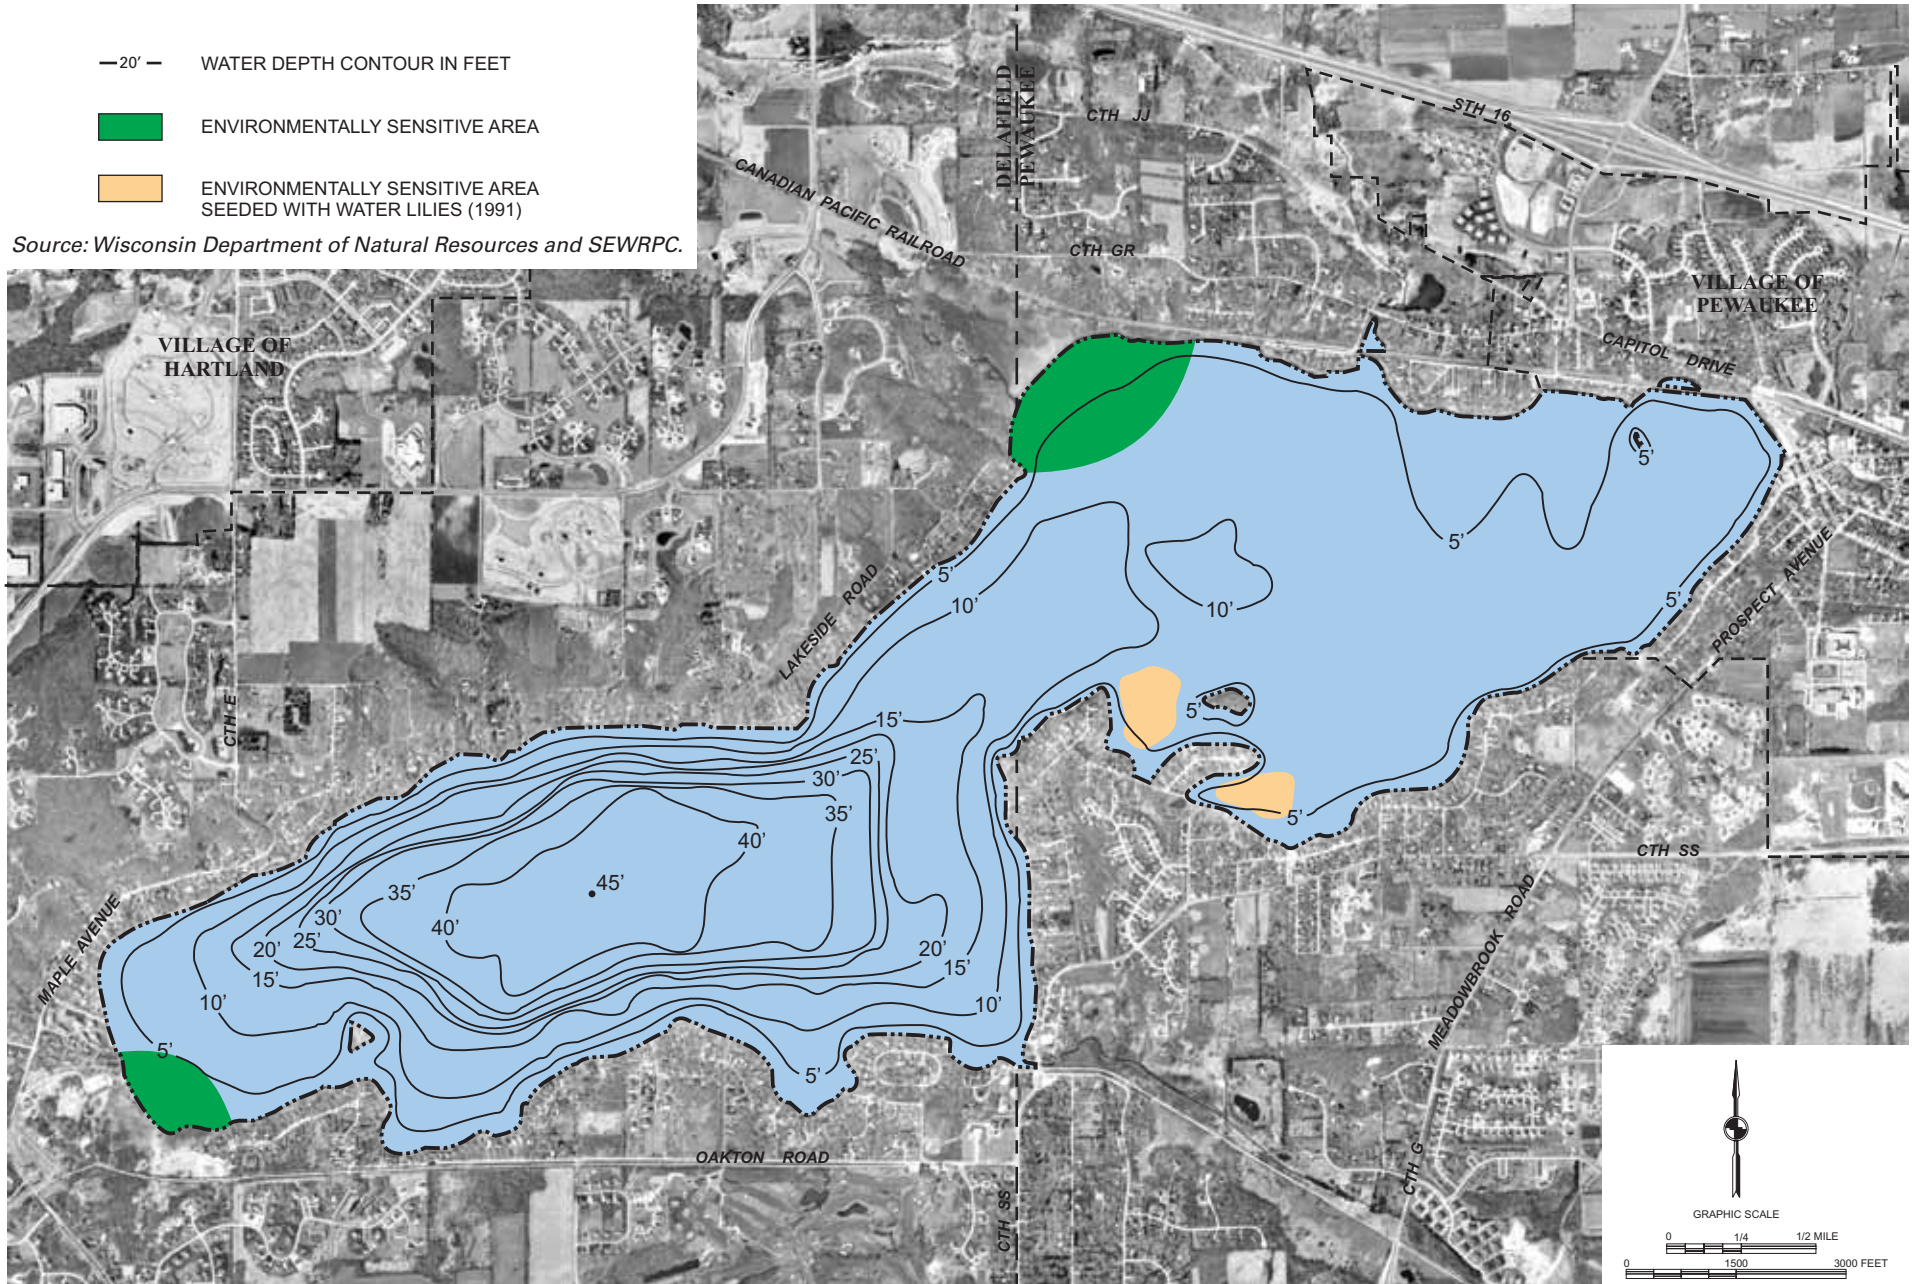 20'
WATER DEPTH CONTOUR IN FEET
ENVIRONMENTALLY SENSITIVE AREA
ENVIRONMENTALLY SENSITIVE AREA
SEEDED WITH WATER LILIES (1991)
Source: Wisconsin Department of Natural Resources and SEWRPC.
DELAFIELD
PEWAUKEE
CTH JJ
STH 16
CANADIAN PACIFIC RAILROAD
CTH GR
VILLAGE OF
PEWAUKEE
VILLAGE OF
HARTLAND
CAPITOL DRIVE
5'
5'
5'
10'
10'
5'
LAKESIDE ROAD
PROSPECT AVENUE
CTH E
5'
15'
25'
30'
35'
5'
40'
CTH SS
45'
35'
30'
40'
20'
25'
15'
20'
15'
10'
10'
MAPLE AVENUE
MEADOWBROOK ROAD
5'
5'
OAKTON ROAD
CTH G
CTH SS
GRAPHIC SCALE
0 1/4 1/2 MILE
0 1500 3000 FEET